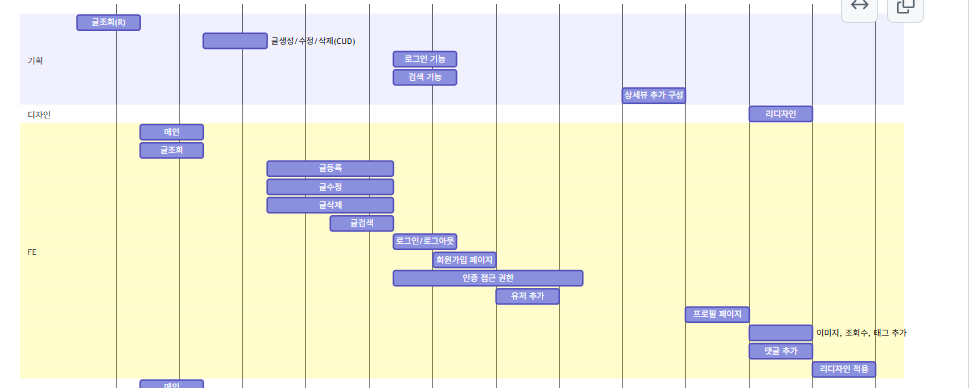 글조회(R)
글생성/수정/삭제(CUD)
기획
로그인 기능
검색 기능
상세뷰 추가 구성
디자인
리디자인
메인
글조회
글등록
글수정
글삭제
글검색
로그인/로그아웃
FE
회원가입 페이지
인증 접근 권한
유저 추가
프로필 페이지
이미지, 조회수, 태그 추가
댓글 추가
리디자인 적용
메인